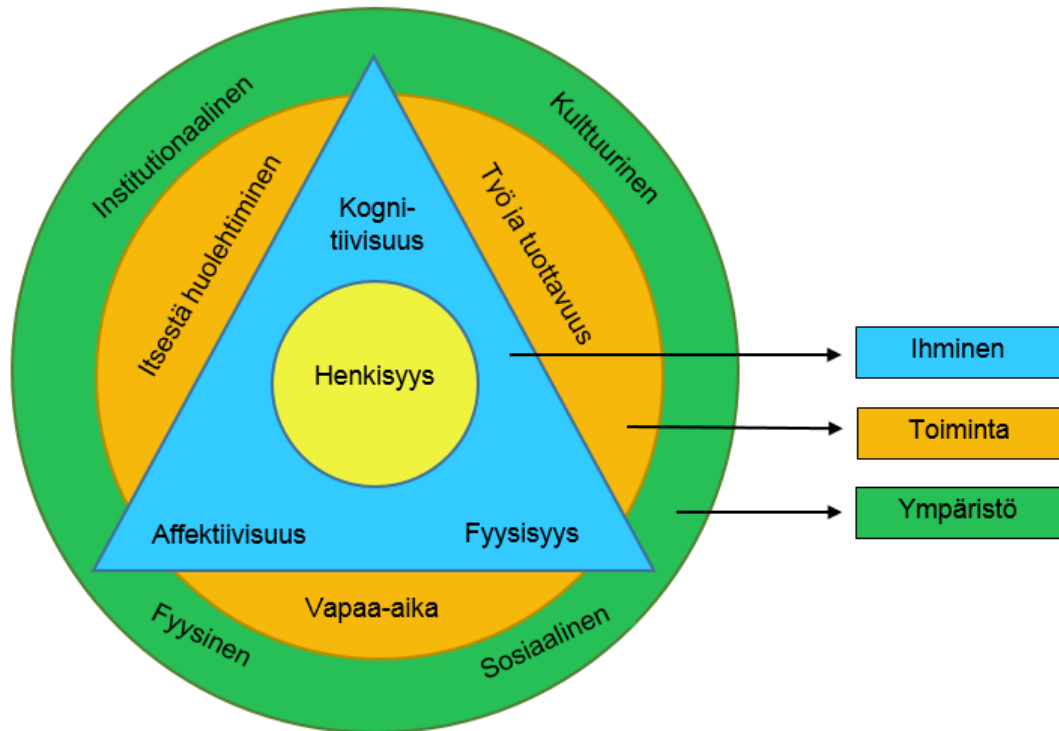 Institutionaalinen
Kulttuurinen
Itsestä huolehtiminen
Työ ja tuottavuus
Kogni-
tiivisuus
Henkisyys
Affektiivisuus
Fyysisyys
Vapaa-aika
Fyysinen
Sosiaalinen
Ihminen
Toiminta
Ympäristö